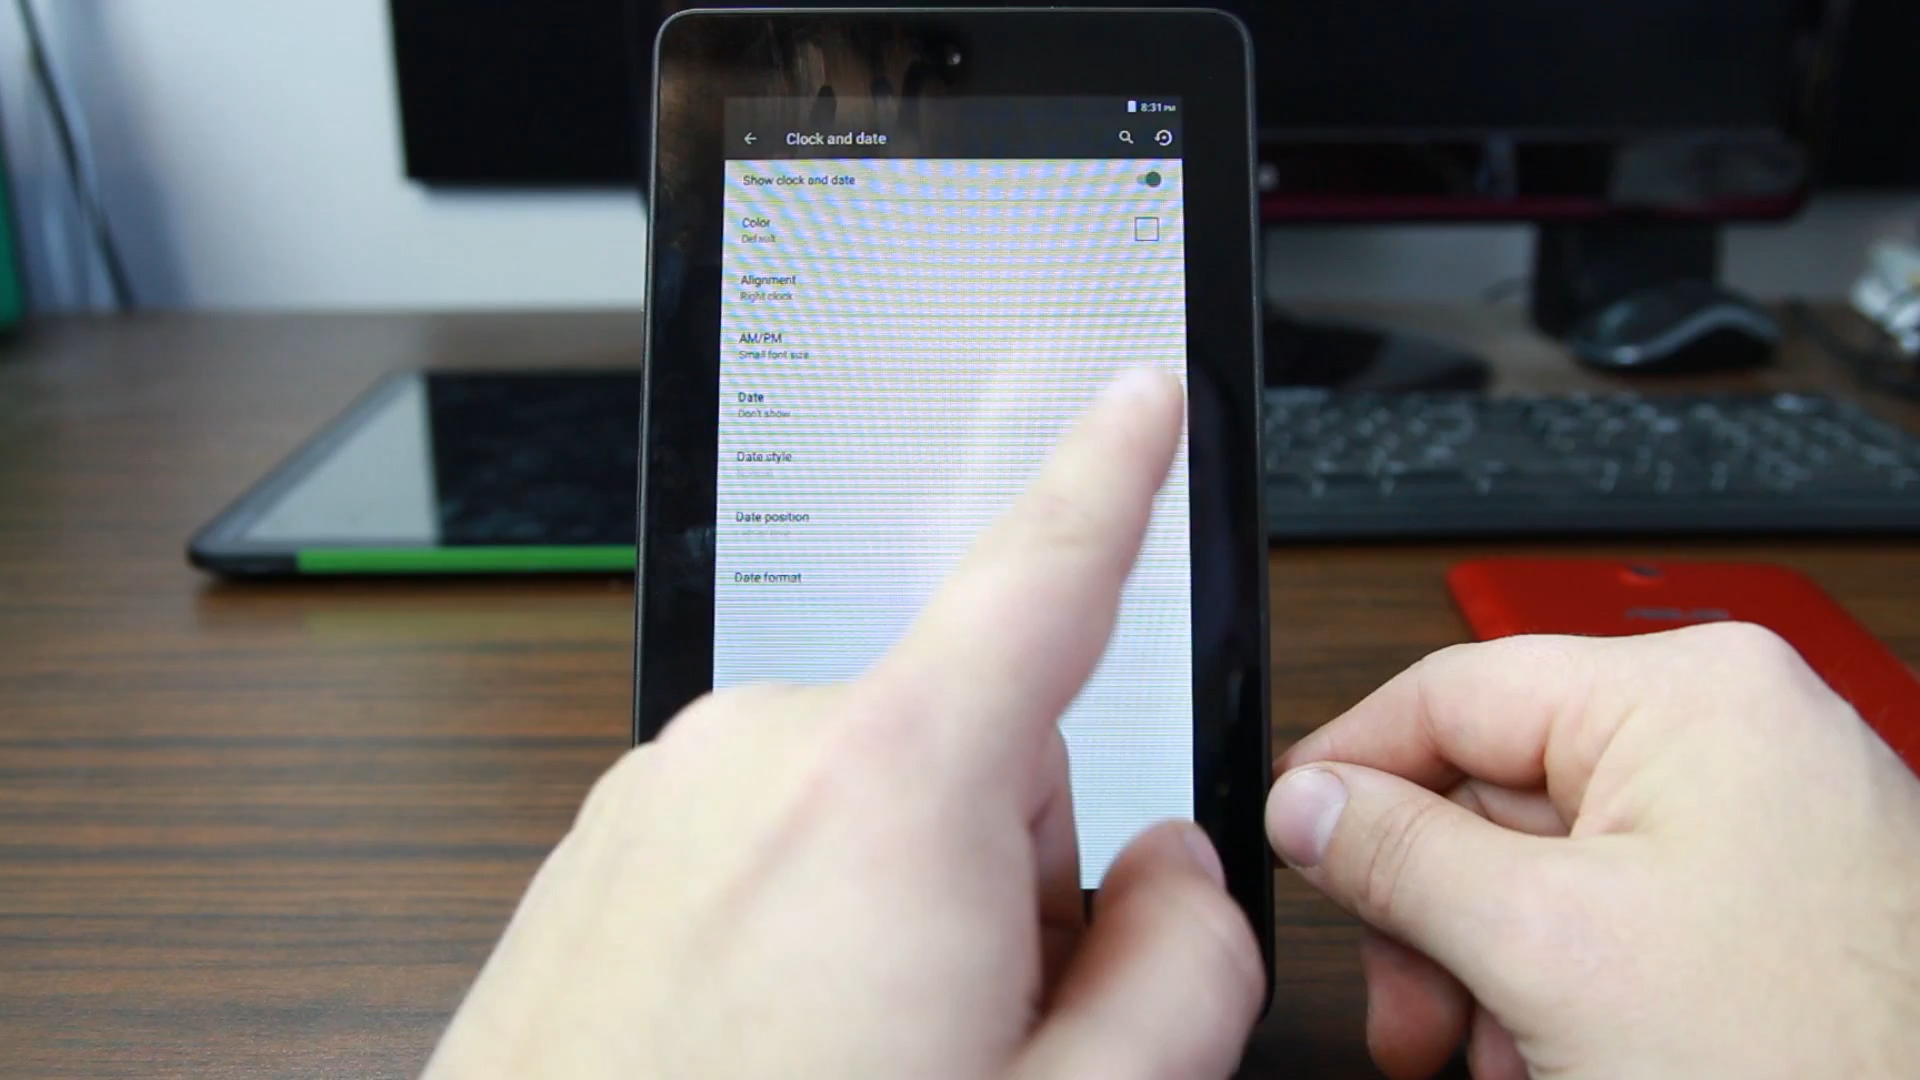 8:31 PM
Clock and date
Show clock and date
Color
Default
Alignment
Right clock
AM/PM
Small font size
Date
Don't show
Date style
Date position
Date format